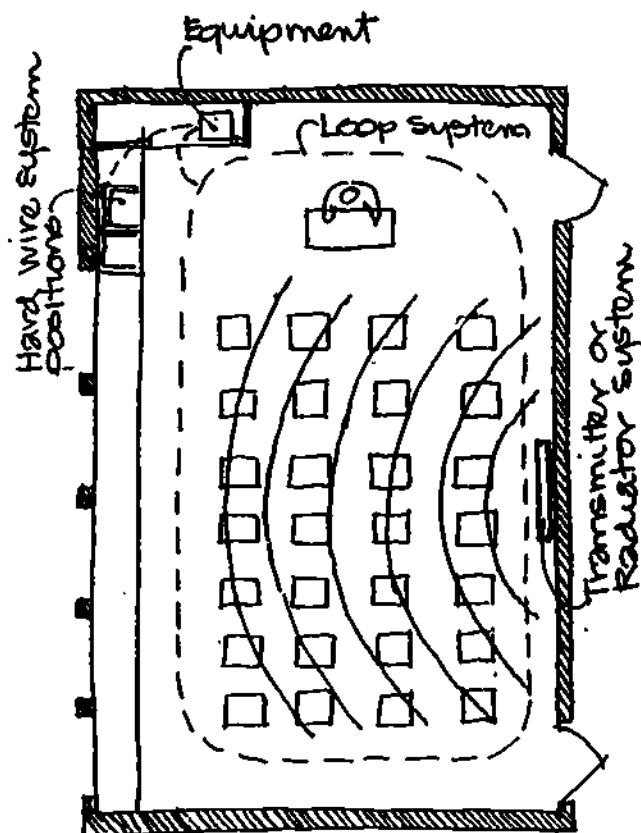 Equipment
Loop System
Hard wire system
positions
Transmitter or
Radiator system